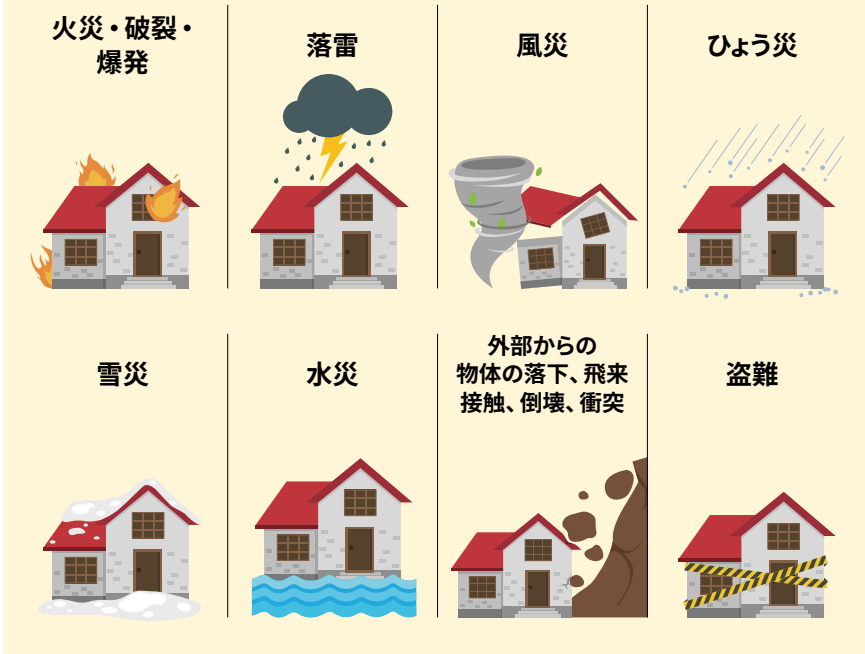 火災・破裂・
爆発
落雷
風災
ひょう災
雪災
水災
外部からの
物体の落下、飛来
接触、倒壊、衝突
盗難